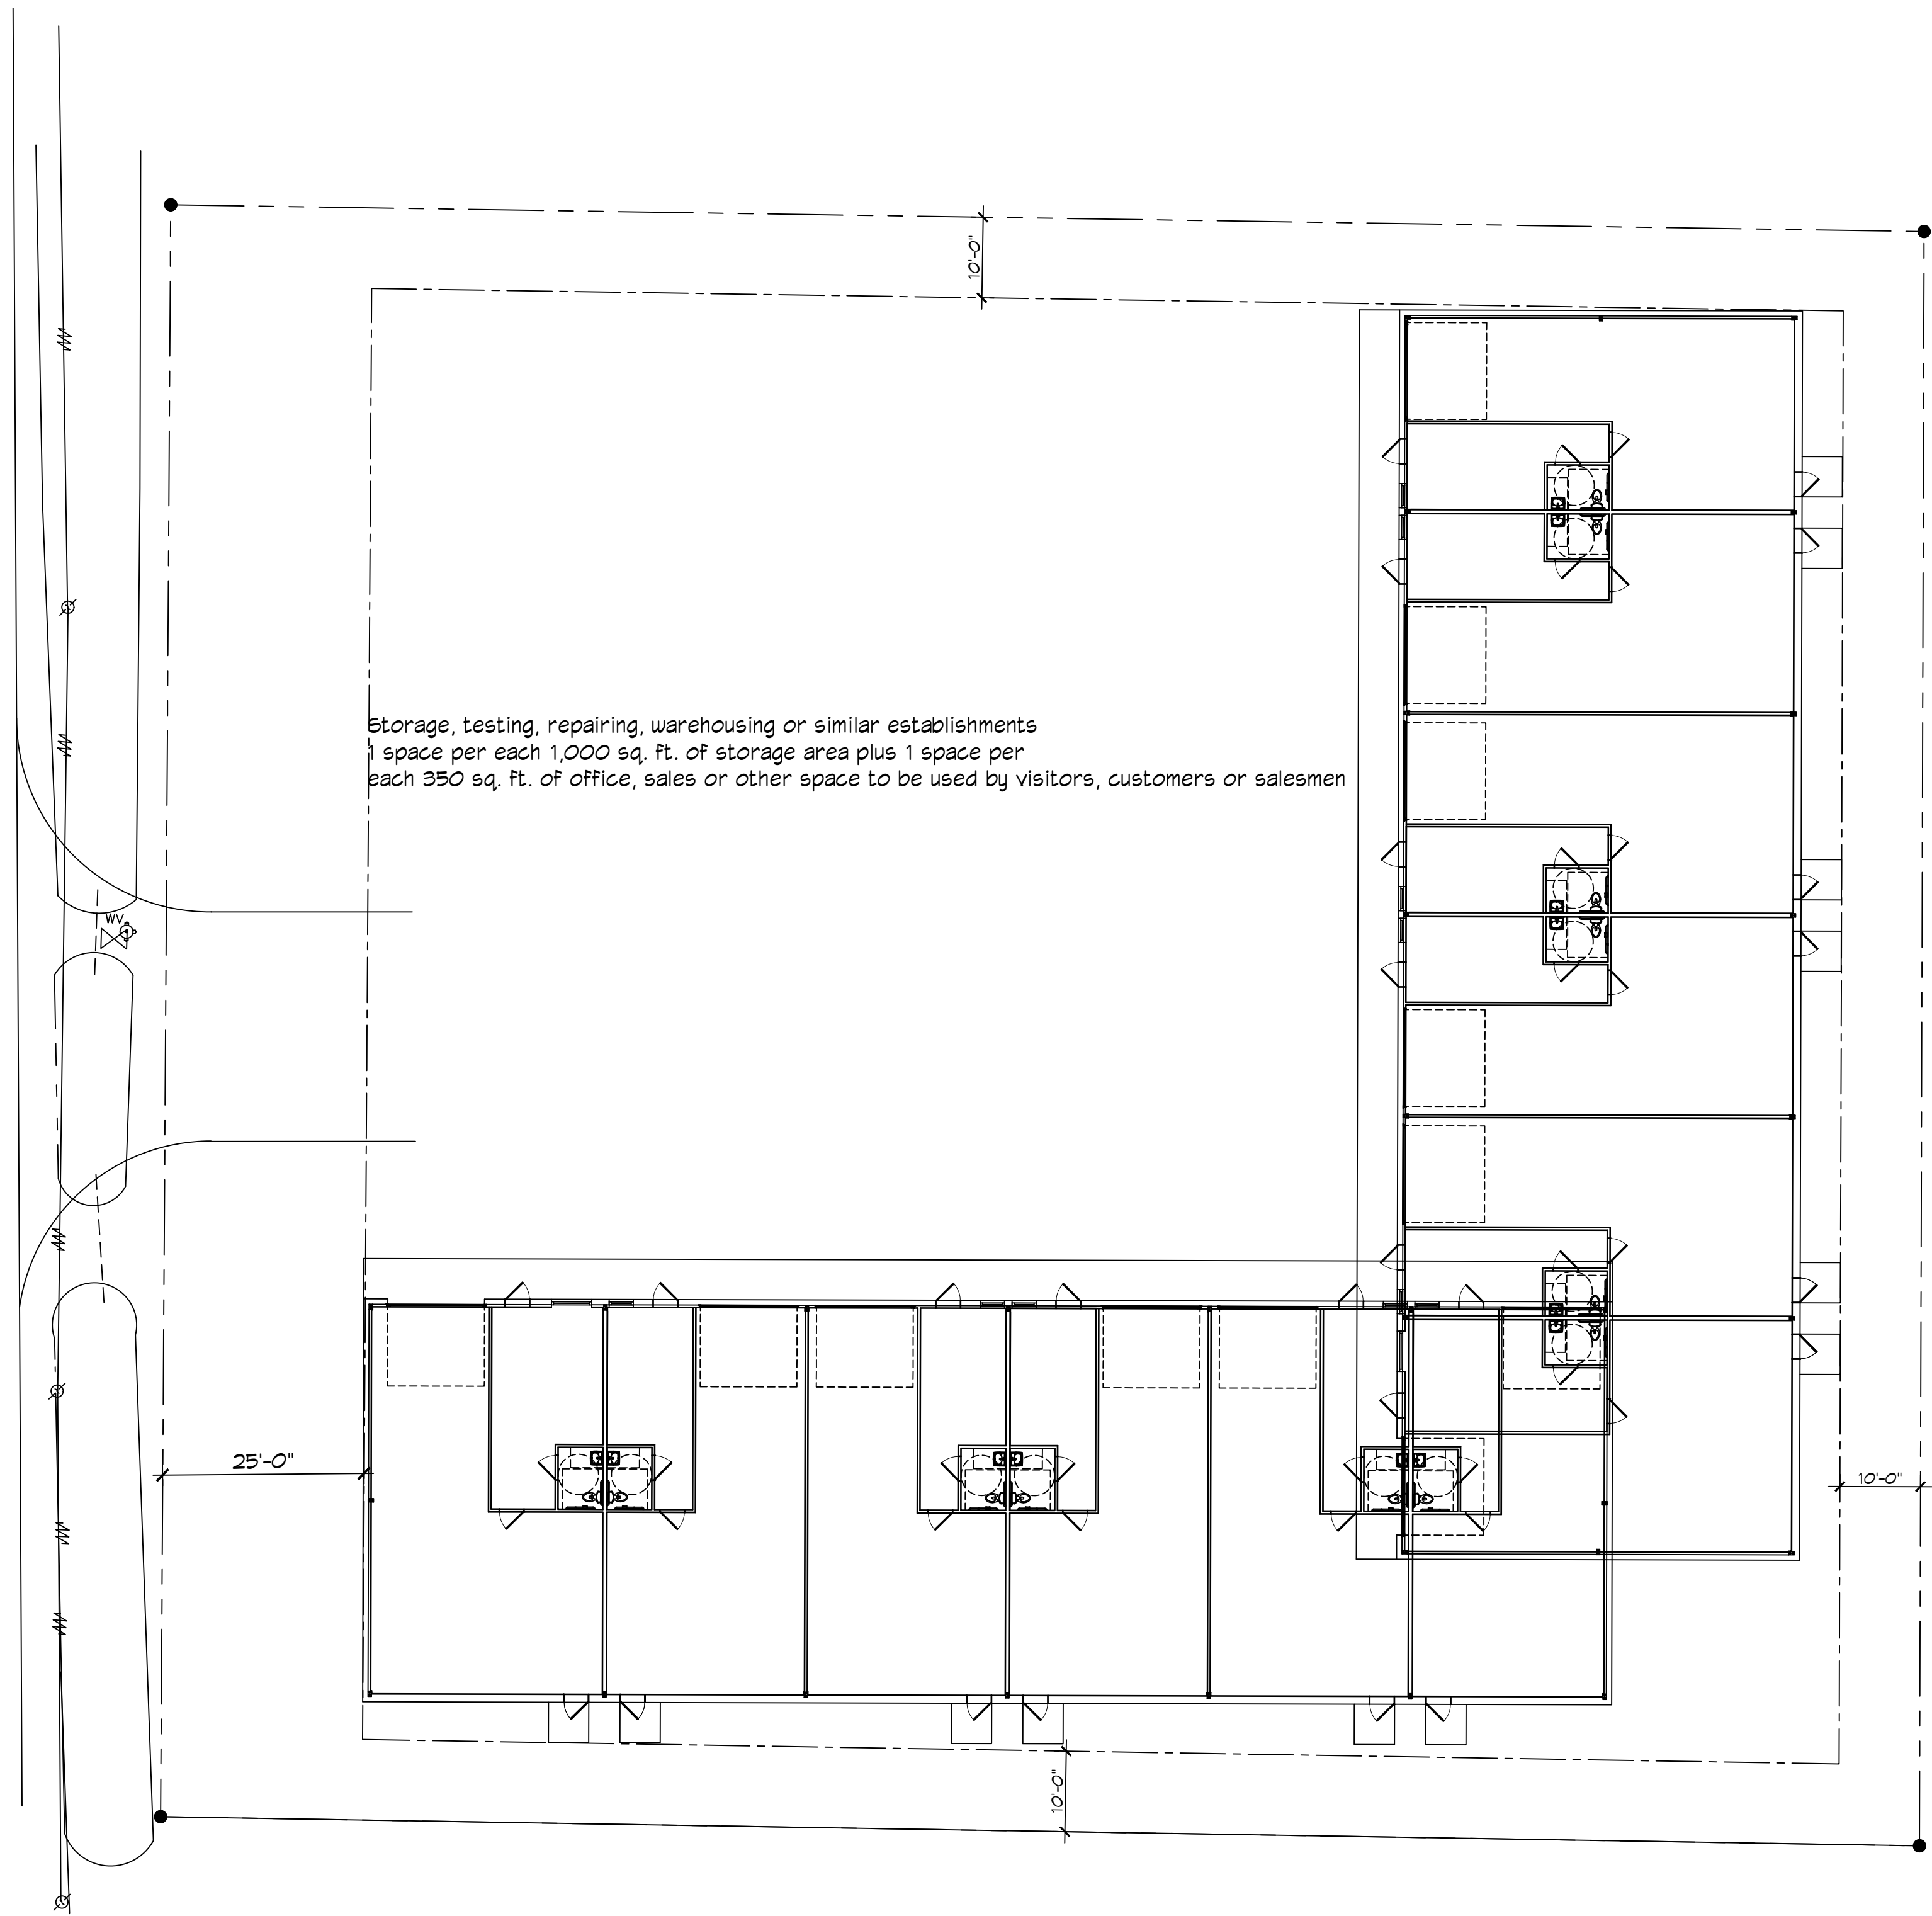 10'-0"
Storage, testing, repairing, warehousing or similar establishments
1 space per each 1,000 sq. ft. of storage area plus 1 space per
each 350 sq. ft. of office, sales or other space to be used by visitors, customers or salesmen
WV
25'-0"
10'-0"
10'-0"